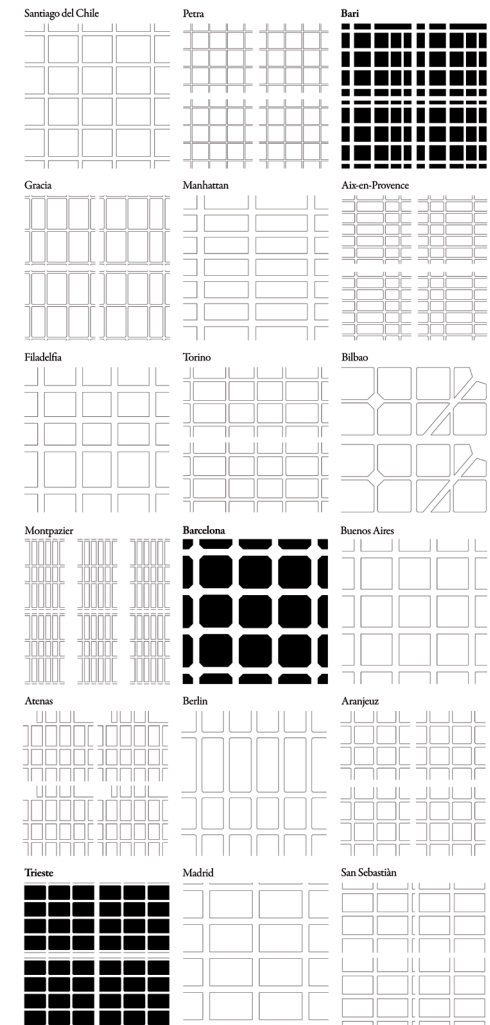 Santiago del Chile
Petra
Bari
Gracia
Manhattan
Aix-en-Provence
Filadelfia
Torino
Bilbao
Montpazier
Barcelona
Buenos Aires
Atenas
Berlin
Aranjeuz
Trieste
Madrid
San Sebastiàn